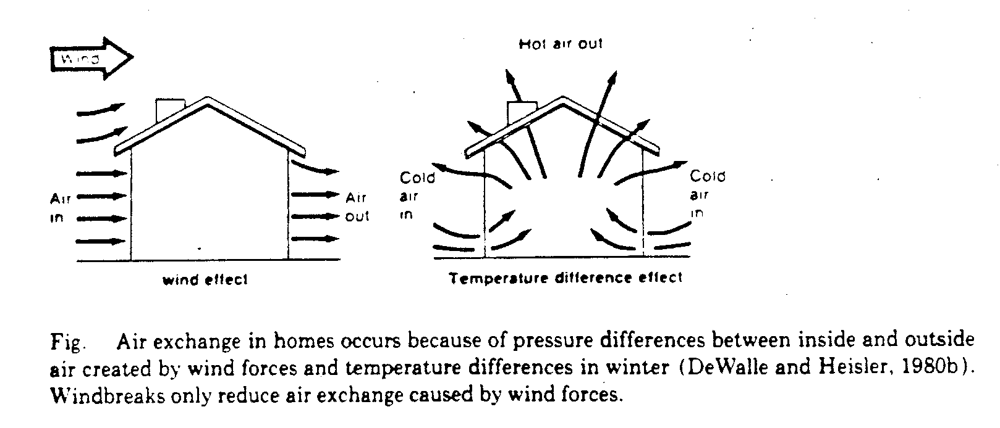 Wind
Hot air out
Air
in
Air
out
Cold
air
in
Cold
air
in
wind effect
Temperature difference effect
Fig. Air exchange in homes occurs because of pressure differences between inside and outside
air created by wind forces and temperature differences in winter (DeWalle and Heisler, 1980b).
Windbreaks only reduce air exchange caused by wind forces.